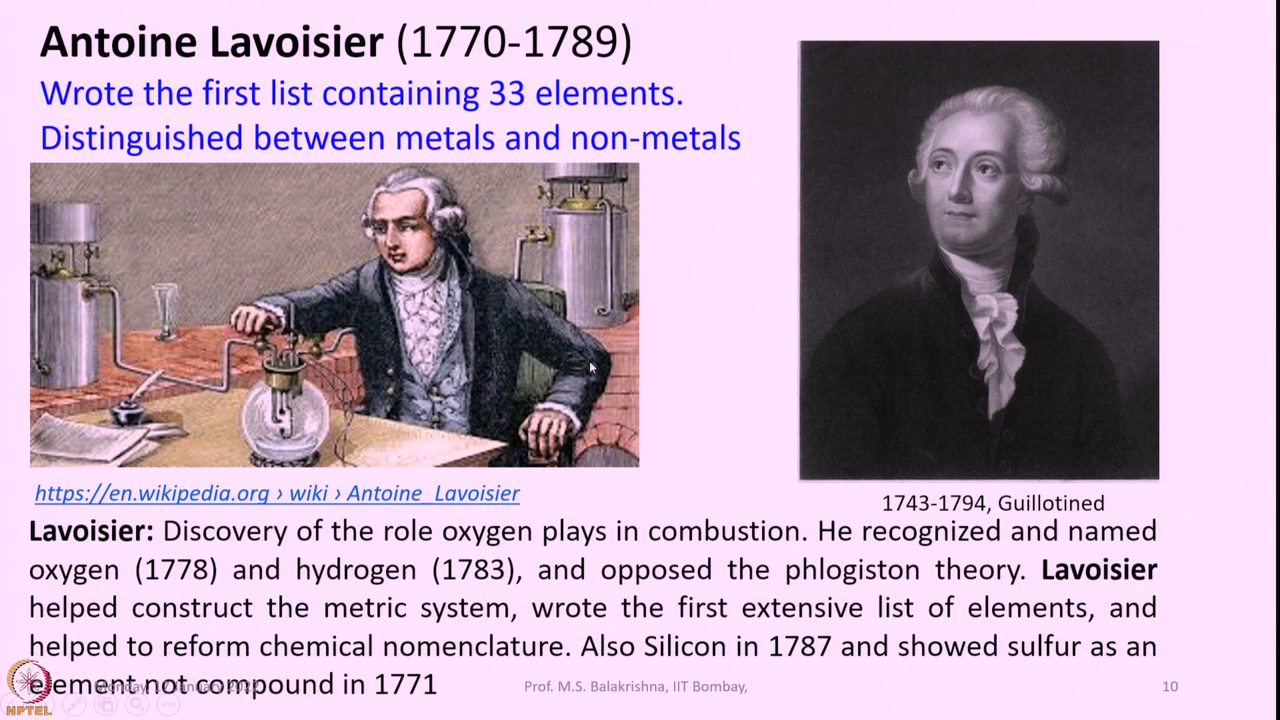 Antoine Lavoisier (1770-1789)
Wrote the first list containing 33 elements.
Distinguished between metals and non-metals
https://en.wikipedia.org › wiki › Antoine_Lavoisier
1743-1794, Guillotined
Lavoisier: Discovery of the role oxygen plays in combustion. He recognized and named
oxygen (1778) and hydrogen (1783), and opposed the phlogiston theory. Lavoisier
helped construct the metric system, wrote the first extensive list of elements, and
helped to reform chemical nomenclature. Also Silicon in 1787 and showed sulfur as an
element not compound in 1771
Monday, 17 January 2022
Prof. M.S. Balakrishna, IIT Bombay,
10
NPTEL